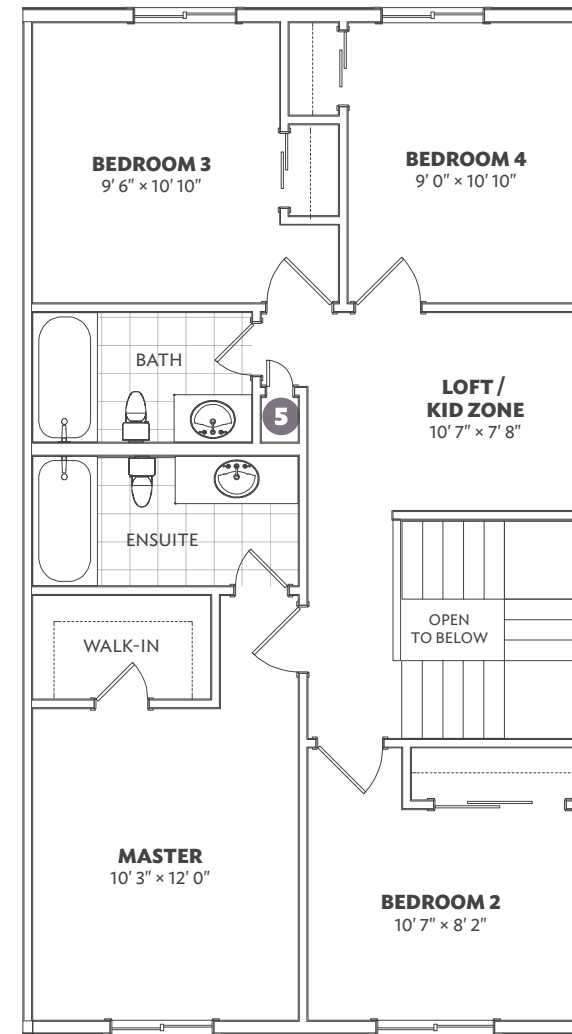 BEDROOM 3
9' 6" × 10' 10"
BEDROOM 4
9' 0" × 10' 10"
BATH
LOFT /
KID ZONE
10' 7" × 7' 8"
5
ENSUITE
OPEN
TO BELOW
WALK-IN
MASTER
10' 3" × 12' 0"
BEDROOM 2
10' 7" × 8' 2"